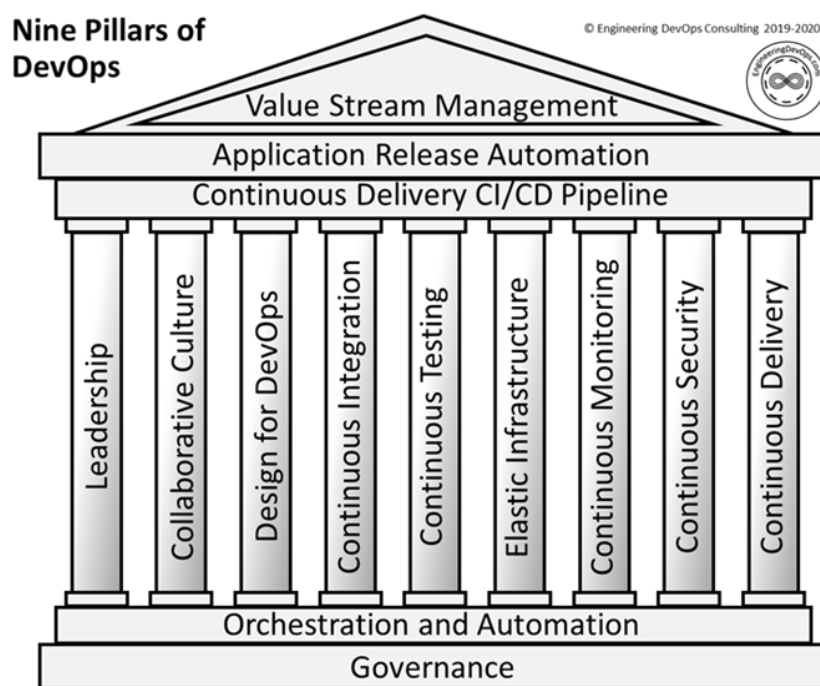 Nine Pillars of
DevOps
© Engineering DevOps Consulting 2019-2020
EngineeringDevOps.com
Value Stream Management
Application Release Automation
Continuous Delivery CI/CD Pipeline
Leadership
Collaborative Culture
Design for DevOps
Continuous Integration
Continuous Testing
Elastic Infrastructure
Continuous Monitoring
Continuous Security
Continuous Delivery
Orchestration and Automation
Governance